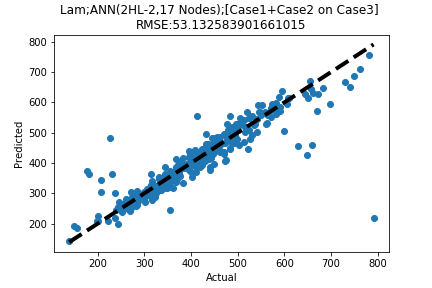 Lam;ANN(2HL-2,17 Nodes);[Case1+Case2 on Case3]
RMSE:53.132583901661015
800
700
600
500
400
300
200
Predicted
200 300 400 500 600 700 800
Actual